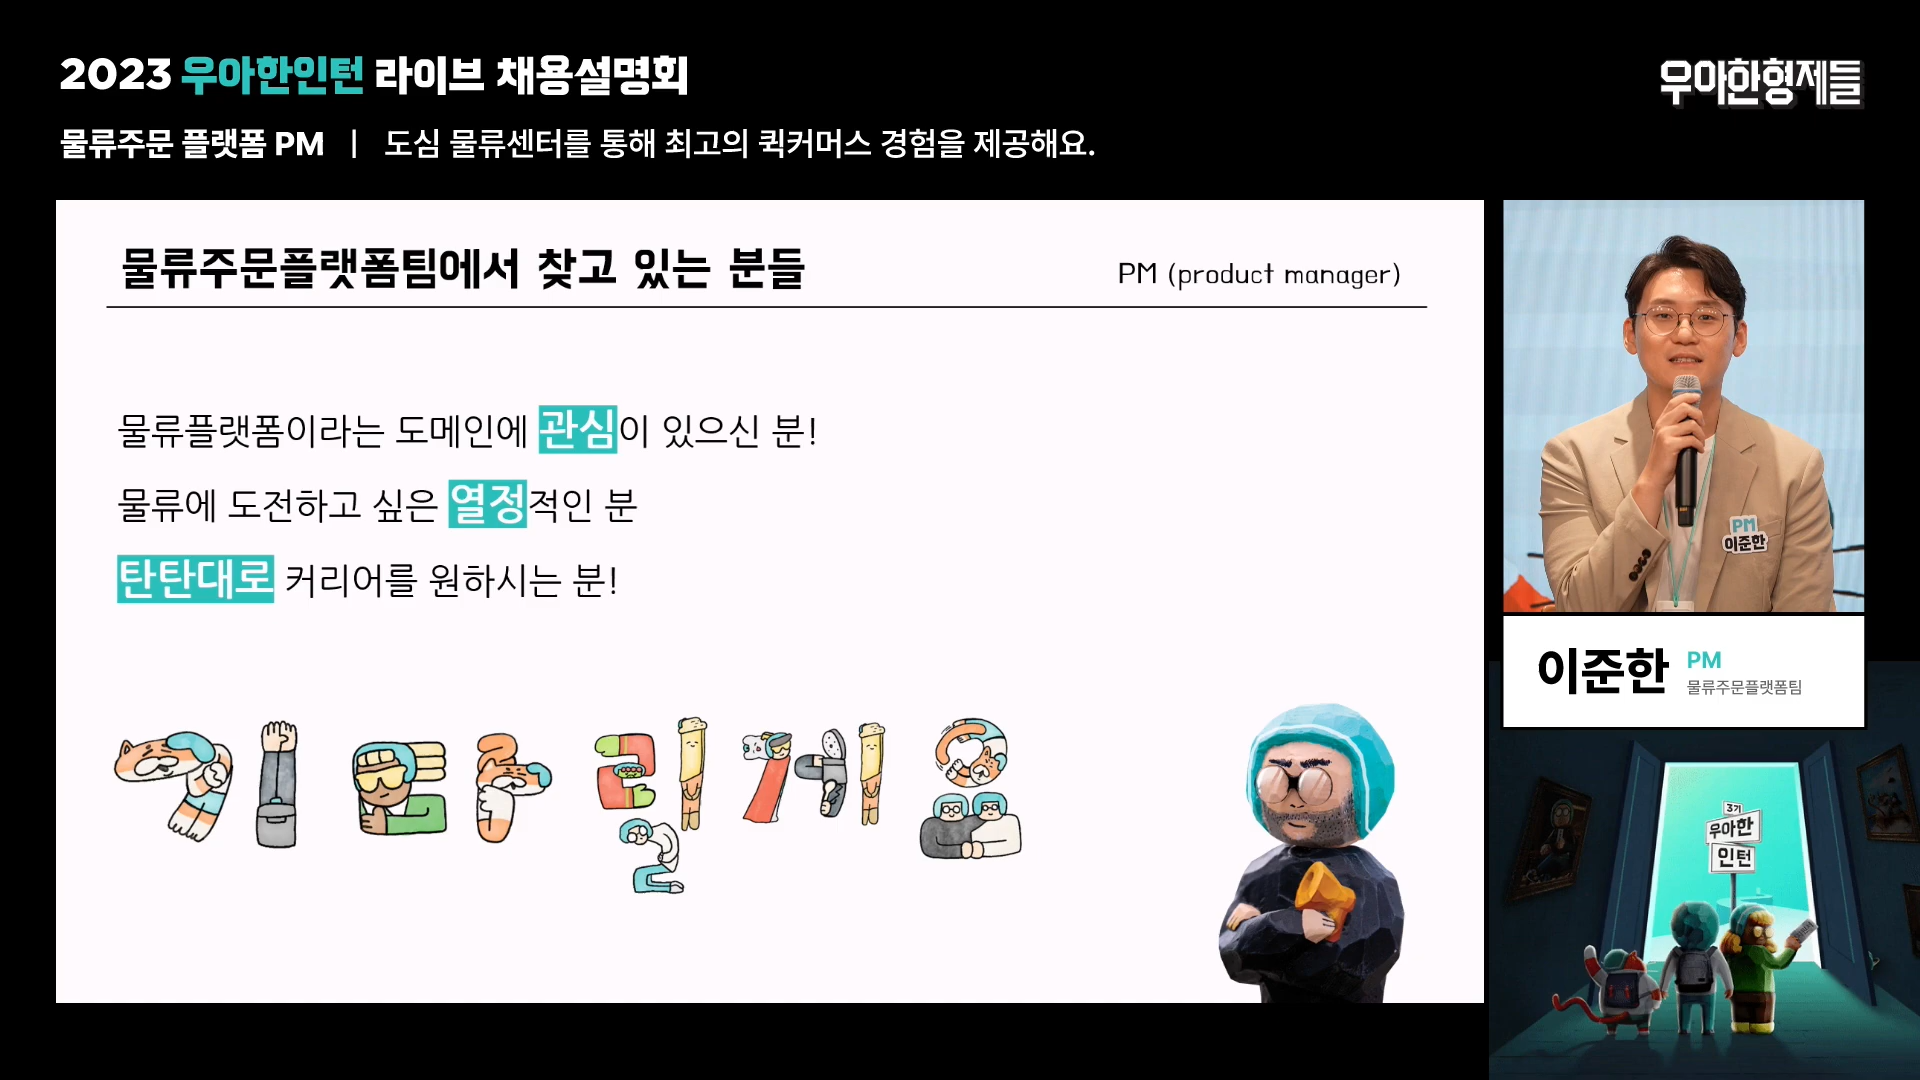 2023 우아한인턴 라이브 채용설명회
우아한형제들
물류주문 플랫폼 PM | 도심 물류센터를 통해 최고의 퀵커머스 경험을 제공해요.
물류주문플랫폼팀에서 찾고 있는 분들
PM (product manager)
물류플랫폼이라는 도메인에 관심이 있으신 분!
물류에 도전하고 싶은 열정적인 분
탄탄대로 커리어를 원하시는 분!
기다릴게요
PM
이준한
이준한 PM
물류주문플랫폼팀
3기
우아한
인턴